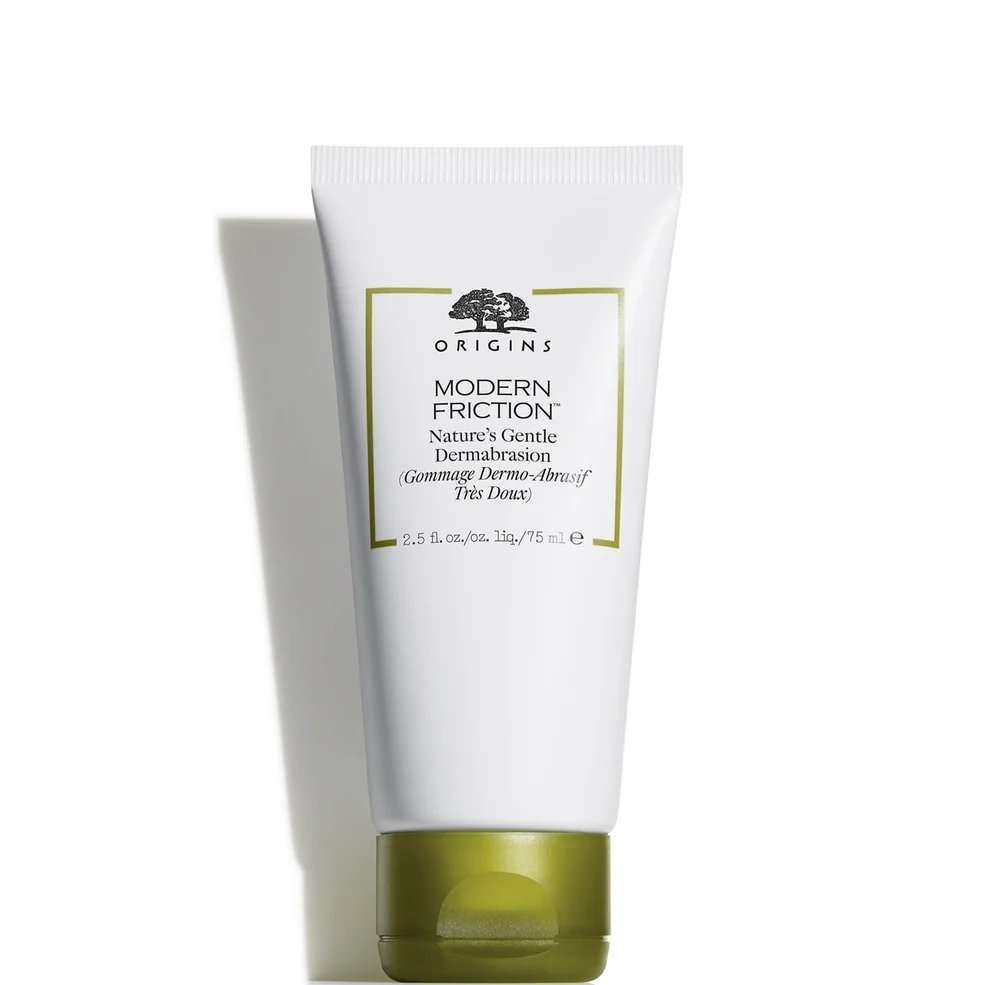 ORIGINS
MODERN
FRICTION™
Nature's Gentle
Dermabrasion
(Gommage Dermo-Abrasif
Très Doux)
2.5 fl. oz./oz. liq./75 ml ℮